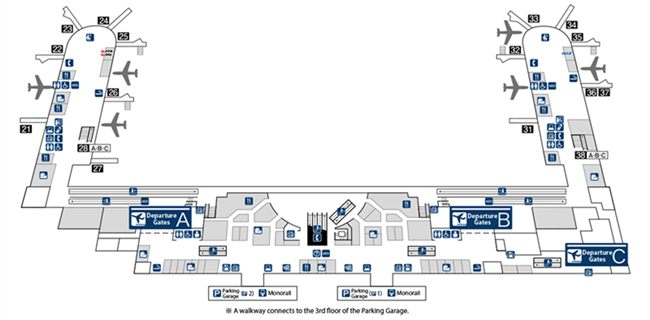 24
23
25
22
26
21
28 A-B-C
27
33
34
35
32
36 37
31
38 A-B-C
Departure Gates A
Departure Gates B
Departure Gates C
P Parking Garage (P 2) Monorail
P Parking Garage (P 1) Monorail
※ A walkway connects to the 3rd floor of the Parking Garage.